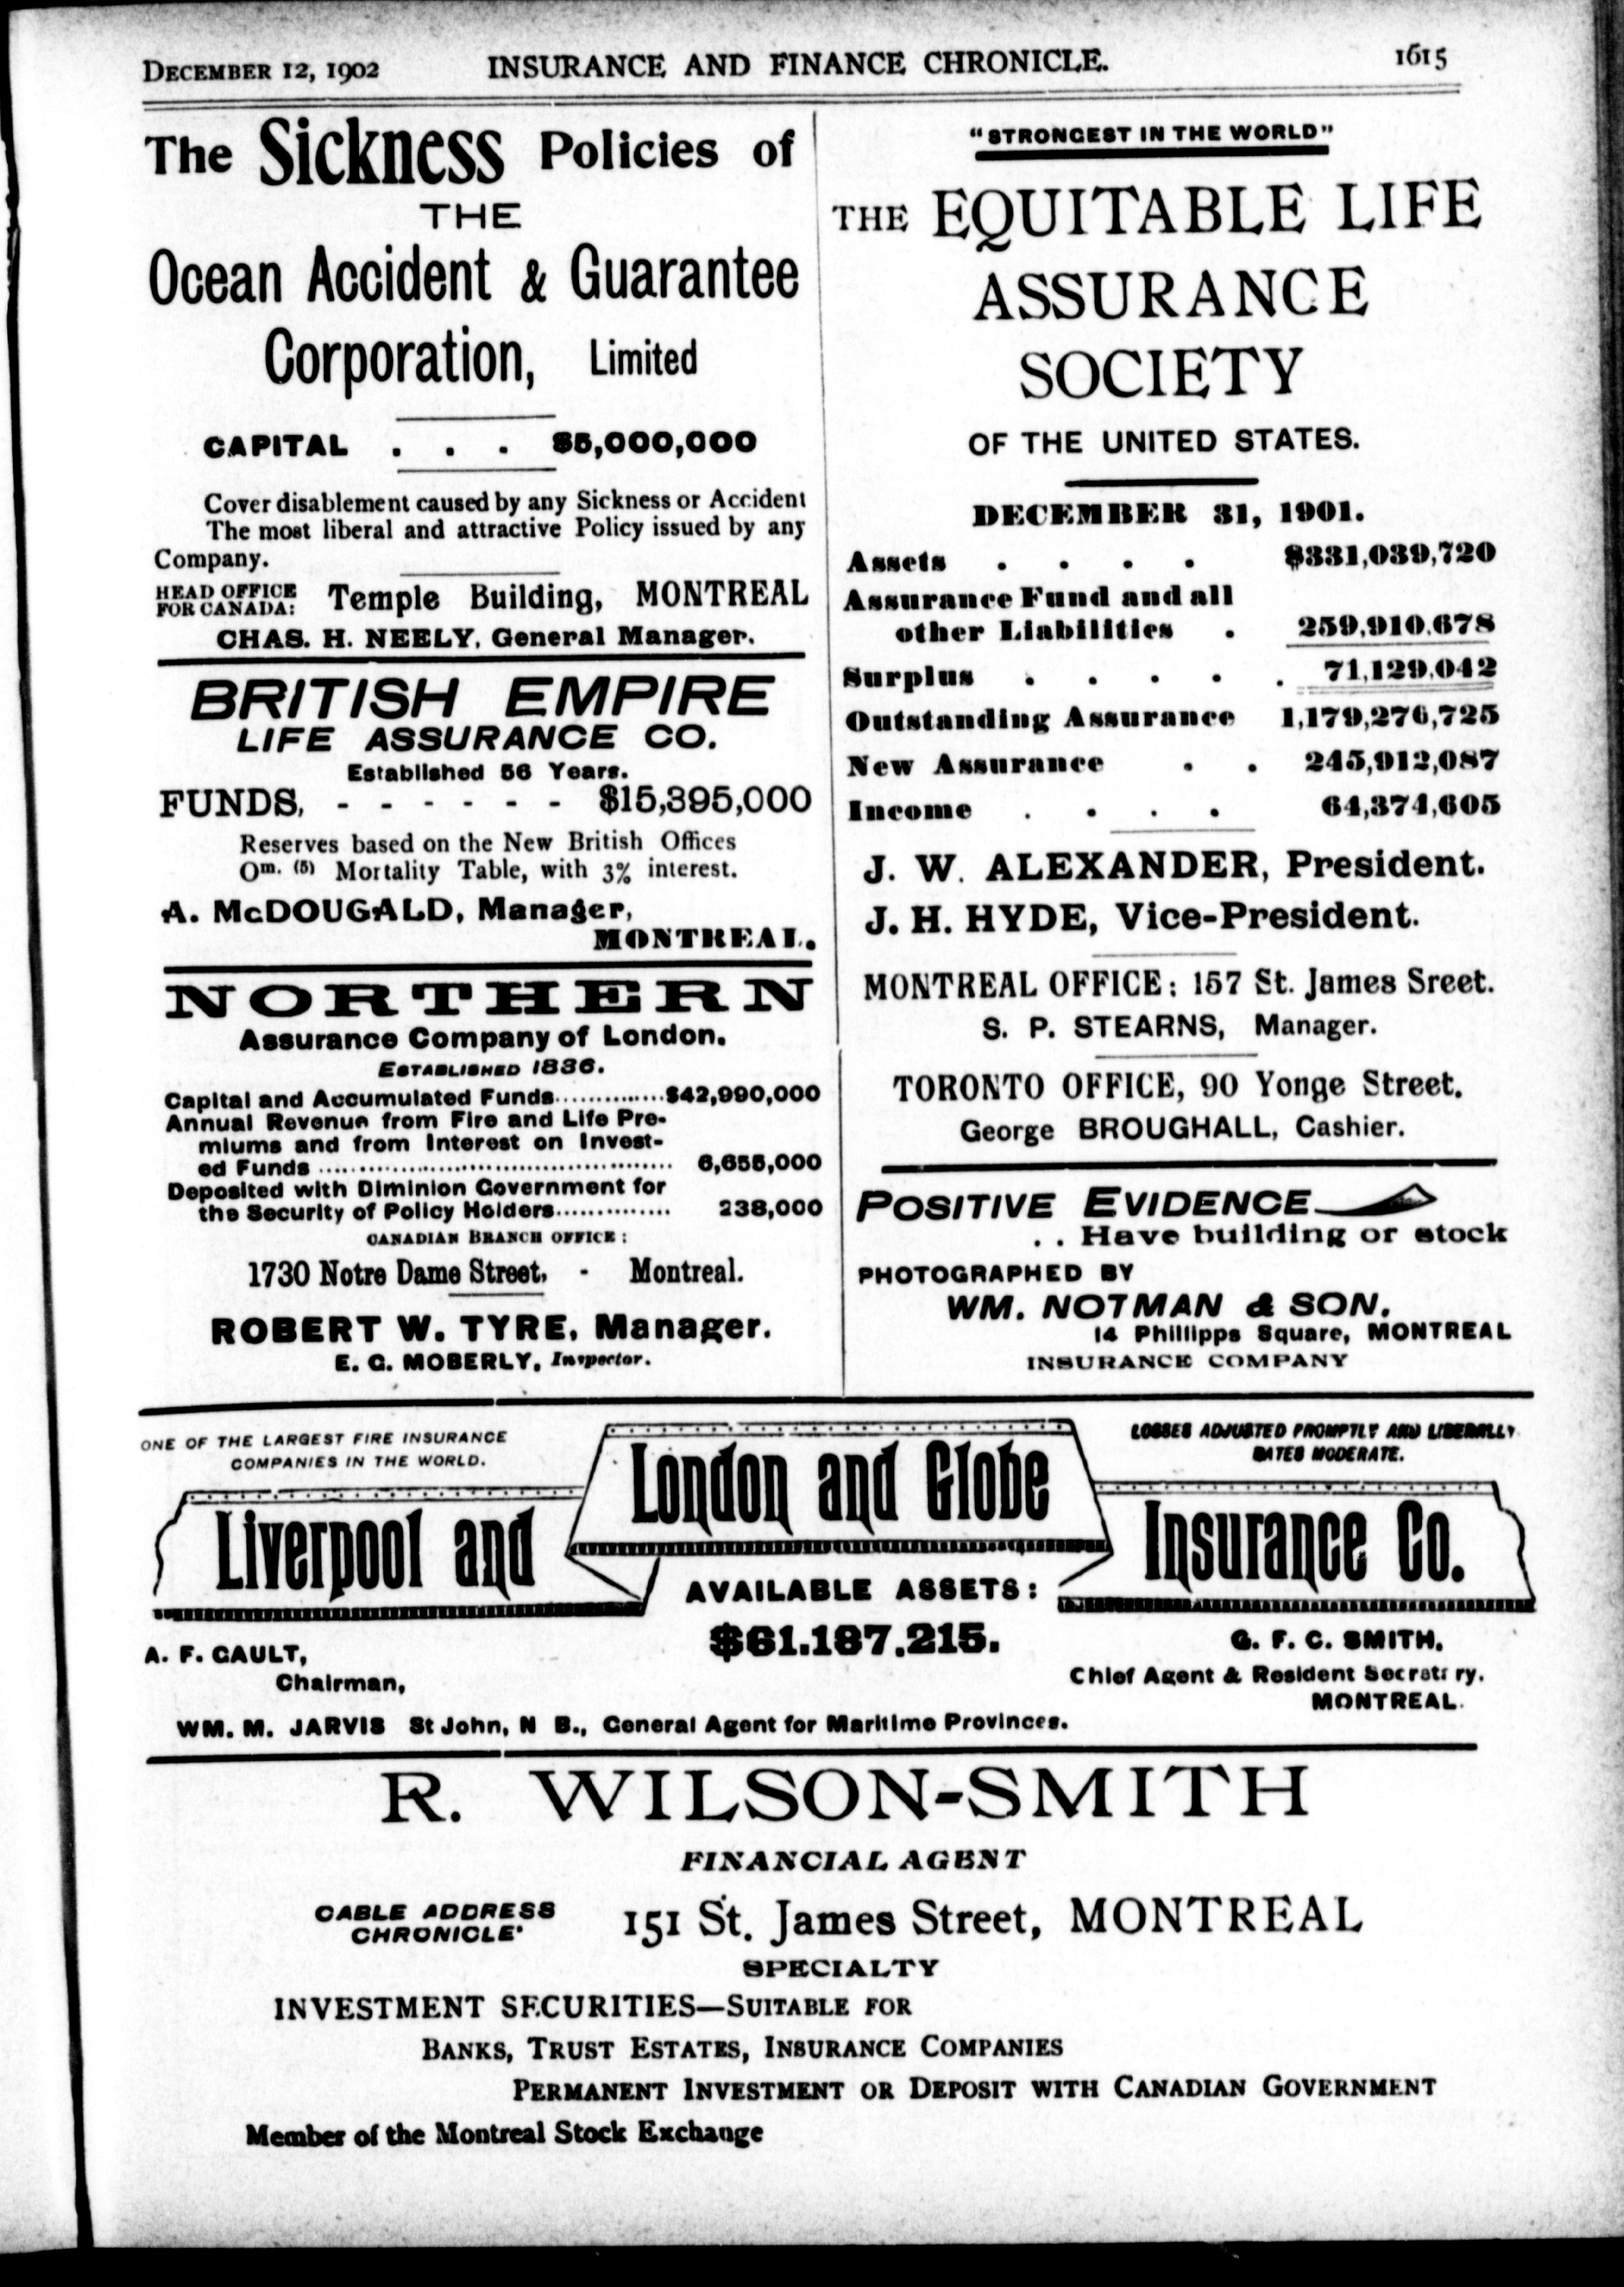 DECEMBER 12, 1902 INSURANCE AND FINANCE CHRONICLE. 1615
The Sickness Policies of
THE
Ocean Accident & Guarantee
Corporation, Limited
CAPITAL . . . $5,000,000
Cover disablement caused by any Sickness or Accident
The most liberal and attractive Policy issued by any
Company.
HEAD OFFICE
FOR CANADA: Temple Building, MONTREAL
CHAS. H. NEELY, General Manager.
BRITISH EMPIRE
LIFE ASSURANCE CO.
Established 56 Years.
FUNDS, - - - - - - $15,395,000
Reserves based on the New British Offices
Om. (5) Mortality Table, with 3% interest.
A. McDOUGALD, Manager,
MONTREAL.
NORTHERN
Assurance Company of London.
ESTABLISHED 1836.
Capital and Accumulated Funds..............$42,990,000
Annual Revenue from Fire and Life Pre-
miums and from Interest on Invest-
ed Funds ............................................ 6,655,000
Deposited with Diminion Government for
the Security of Policy Holders............... 238,000
CANADIAN BRANCH OFFICE :
1730 Notre Dame Street, - Montreal.
ROBERT W. TYRE, Manager.
E. G. MOBERLY, Inspector.
"STRONGEST IN THE WORLD"
THE EQUITABLE LIFE
ASSURANCE
SOCIETY
OF THE UNITED STATES.
DECEMBER 31, 1901.
Assets . . . . $331,039,720
Assurance Fund and all
other Liabilities . 259,910,678
Surplus . . . . . 71,129,042
Outstanding Assurance 1,179,276,725
New Assurance . . 245,912,087
Income . . . . 64,374,605
J. W. ALEXANDER, President.
J. H. HYDE, Vice-President.
MONTREAL OFFICE: 157 St. James Sreet.
S. P. STEARNS, Manager.
TORONTO OFFICE, 90 Yonge Street.
George BROUGHALL, Cashier.
POSITIVE EVIDENCE
. . Have building or stock
PHOTOGRAPHED BY
WM. NOTMAN & SON,
14 Phillipps Square, MONTREAL
INSURANCE COMPANY
ONE OF THE LARGEST FIRE INSURANCE
COMPANIES IN THE WORLD.
LOSSES ADJUSTED PROMPTLY AND LIBERALLY
RATES MODERATE.
Liverpool and London and Globe Insurance Co.
AVAILABLE ASSETS:
$61.187.215.
A. F. GAULT,
Chairman,
G. F. C. SMITH,
Chief Agent & Resident Secretary.
MONTREAL.
WM. M. JARVIS St John, N B., General Agent for Maritime Provinces.
R. WILSON-SMITH
FINANCIAL AGENT
CABLE ADDRESS
CHRONICLE'
151 St. James Street, MONTREAL
SPECIALTY
INVESTMENT SECURITIES—SUITABLE FOR
BANKS, TRUST ESTATES, INSURANCE COMPANIES
PERMANENT INVESTMENT OR DEPOSIT WITH CANADIAN GOVERNMENT
Member of the Montreal Stock Exchange